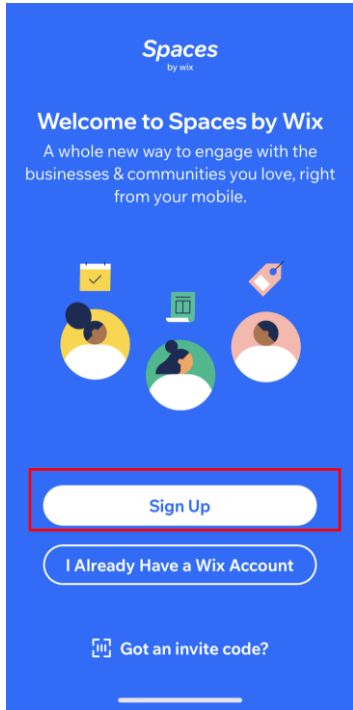 Spaces
by wix
Welcome to Spaces by Wix
A whole new way to engage with the
businesses & communities you love, right
from your mobile.
Sign Up
I Already Have a Wix Account
Got an invite code?